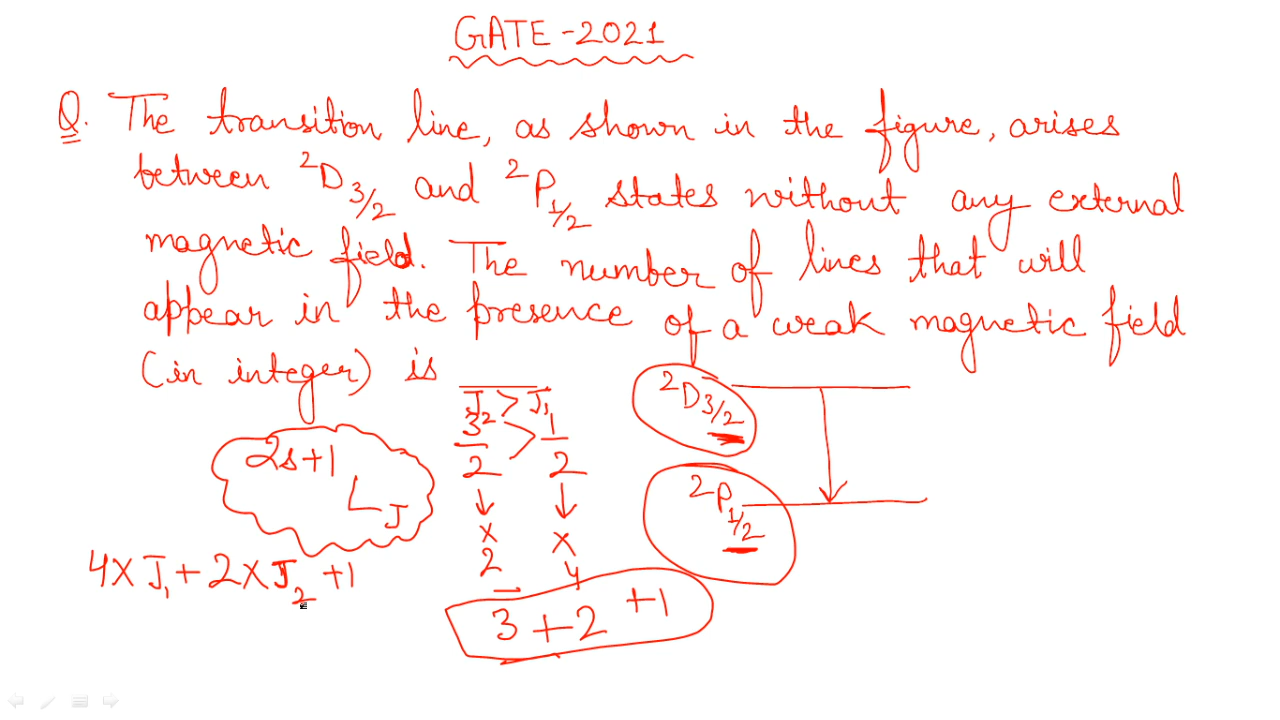 GATE-2021
Q. The transition line, as shown in the figure, arises
between ²D₃/₂ and ²P₁/₂ states without any external
magnetic field. The number of lines that will
appear in the presence of a weak magnetic field
(in integer) is
J₂ > J₁
3/2 > 1/2
↓ ↓
x x
2 4
3 + 2 + 1
²D₃/₂
²P₁/₂
2s+1
L J
4 x J₁ + 2 x J₂ + 1